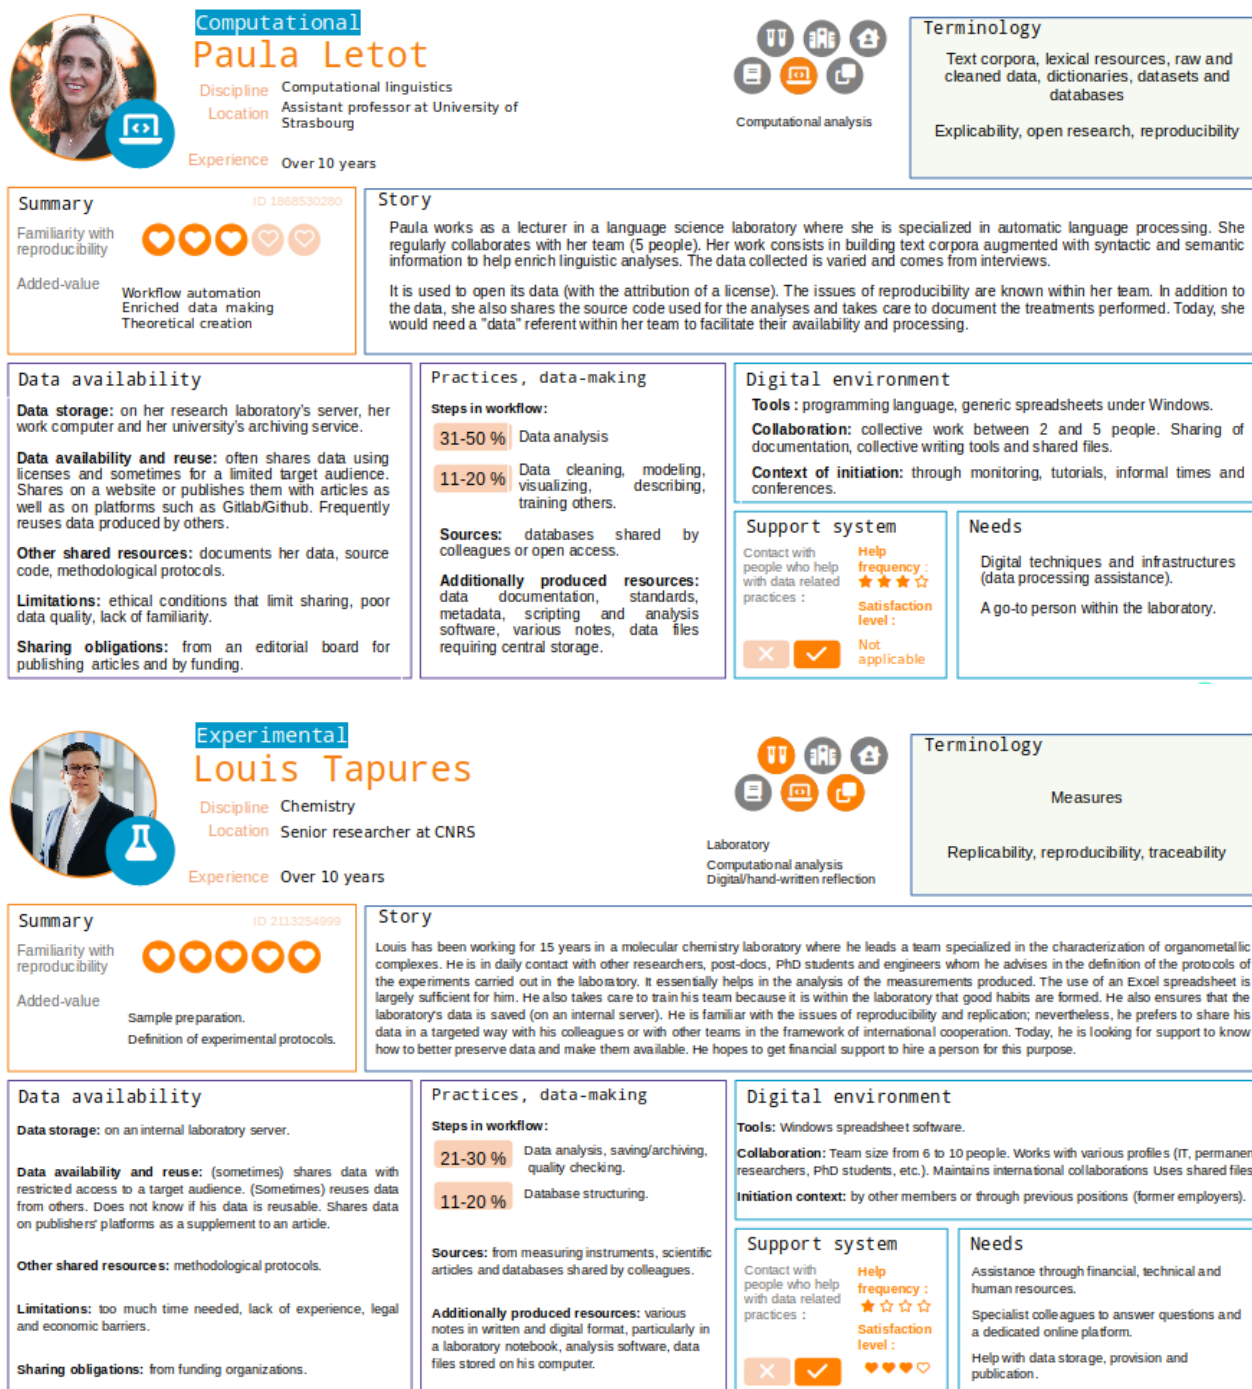 Computational
Paula Letot
Discipline Computational linguistics
Location Assistant professor at University of
Strasbourg
Experience Over 10 years
Computational analysis
Terminology
Text corpora, lexical resources, raw and
cleaned data, dictionaries, datasets and
databases
Explicability, open research, reproducibility
Summary
ID 1868530280
Familiarity with
reproducibility
Added-value
Workflow automation
Enriched data making
Theoretical creation
Story
Paula works as a lecturer in a language science laboratory where she is specialized in automatic language processing. She
regularly collaborates with her team (5 people). Her work consists in building text corpora augmented with syntactic and semantic
information to help enrich linguistic analyses. The data collected is varied and comes from interviews.
It is used to open its data (with the attribution of a license). The issues of reproducibility are known within her team. In addition to
the data, she also shares the source code used for the analyses and takes care to document the treatments performed. Today, she
would need a "data" referent within her team to facilitate their availability and processing.
Data availability
Data storage: on her research laboratory's server, her
work computer and her university's archiving service.
Data availability and reuse: often shares data using
licenses and sometimes for a limited target audience.
Shares on a website or publishes them with articles as
well as on platforms such as Gitlab/Github. Frequently
reuses data produced by others.
Other shared resources: documents her data, source
code, methodological protocols.
Limitations: ethical conditions that limit sharing, poor
data quality, lack of familiarity.
Sharing obligations: from an editorial board for
publishing articles and by funding.
Practices, data-making
Steps in workflow:
31-50 % Data analysis
11-20 % Data cleaning, modeling,
visualizing, describing,
training others.
Sources: databases shared by
colleagues or open access.
Additionally produced resources:
data documentation, standards,
metadata, scripting and analysis
software, various notes, data files
requiring central storage.
Digital environment
Tools : programming language, generic spreadsheets under Windows.
Collaboration: collective work between 2 and 5 people. Sharing of
documentation, collective writing tools and shared files.
Context of initiation: through monitoring, tutorials, informal times and
conferences.
Support system
Contact with
people who help
with data related
practices :
Help
frequency :
Satisfaction
level :
Not
applicable
Needs
Digital techniques and infrastructures
(data processing assistance).
A go-to person within the laboratory.
Experimental
Louis Tapures
Discipline Chemistry
Location Senior researcher at CNRS
Experience Over 10 years
Laboratory
Computational analysis
Digital/hand-written reflection
Terminology
Measures
Replicability, reproducibility, traceability
Summary
ID 2113254999
Familiarity with
reproducibility
Added-value
Sample preparation.
Definition of experimental protocols.
Story
Louis has been working for 15 years in a molecular chemistry laboratory where he leads a team specialized in the characterization of organometallic
complexes. He is in daily contact with other researchers, post-docs, PhD students and engineers whom he advises in the definition of the protocols of
the experiments carried out in the laboratory. It essentially helps in the analysis of the measurements produced. The use of an Excel spreadsheet is
largely sufficient for him. He also takes care to train his team because it is within the laboratory that good habits are formed. He also ensures that the
laboratory's data is saved (on an internal server). He is familiar with the issues of reproducibility and replication; nevertheless, he prefers to share his
data in a targeted way with his colleagues or with other teams in the framework of international cooperation. Today, he is looking for support to know
how to better preserve data and make them available. He hopes to get financial support to hire a person for this purpose.
Data availability
Data storage: on an internal laboratory server.
Data availability and reuse: (sometimes) shares data with
restricted access to a target audience. (Sometimes) reuses data
from others. Does not know if his data is reusable. Shares data
on publishers' platforms as a supplement to an article.
Other shared resources: methodological protocols.
Limitations: too much time needed, lack of experience, legal
and economic barriers.
Sharing obligations: from funding organizations.
Practices, data-making
Steps in workflow:
21-30 % Data analysis, saving/archiving,
quality checking.
11-20 % Database structuring.
Sources: from measuring instruments, scientific
articles and databases shared by colleagues.
Additionally produced resources: various
notes in written and digital format, particularly in
a laboratory notebook, analysis software, data
files stored on his computer.
Digital environment
Tools: Windows spreadsheet software.
Collaboration: Team size from 6 to 10 people. Works with various profiles (IT, permanen
researchers, PhD students, etc.). Maintains international collaborations Uses shared files
Initiation context: by other members or through previous positions (former employers).
Support system
Contact with
people who help
with data related
practices :
Help
frequency :
Satisfaction
level :
Needs
Assistance through financial, technical and
human resources.
Specialist colleagues to answer questions and
a dedicated online platform.
Help with data storage, provision and
publication.